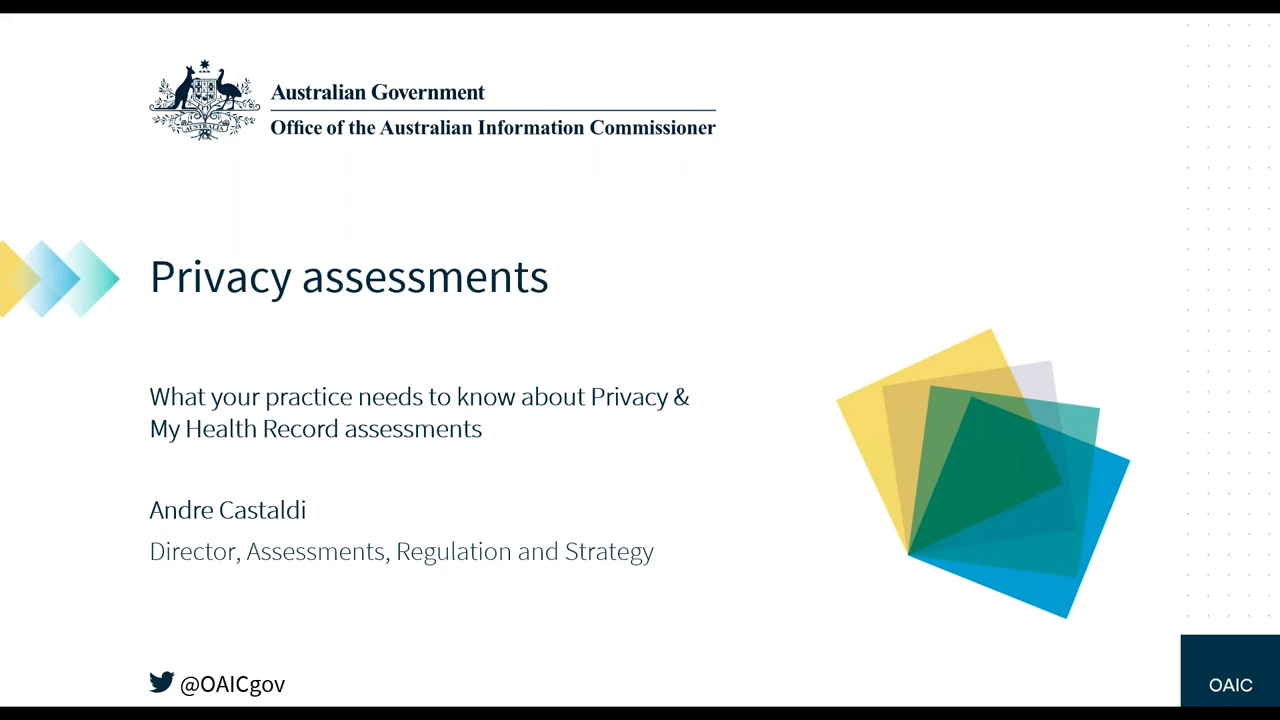 Australian Government
Office of the Australian Information Commissioner
AUSTRALIA
Privacy assessments
What your practice needs to know about Privacy &
My Health Record assessments
Andre Castaldi
Director, Assessments, Regulation and Strategy
@OAICgov
OAIC